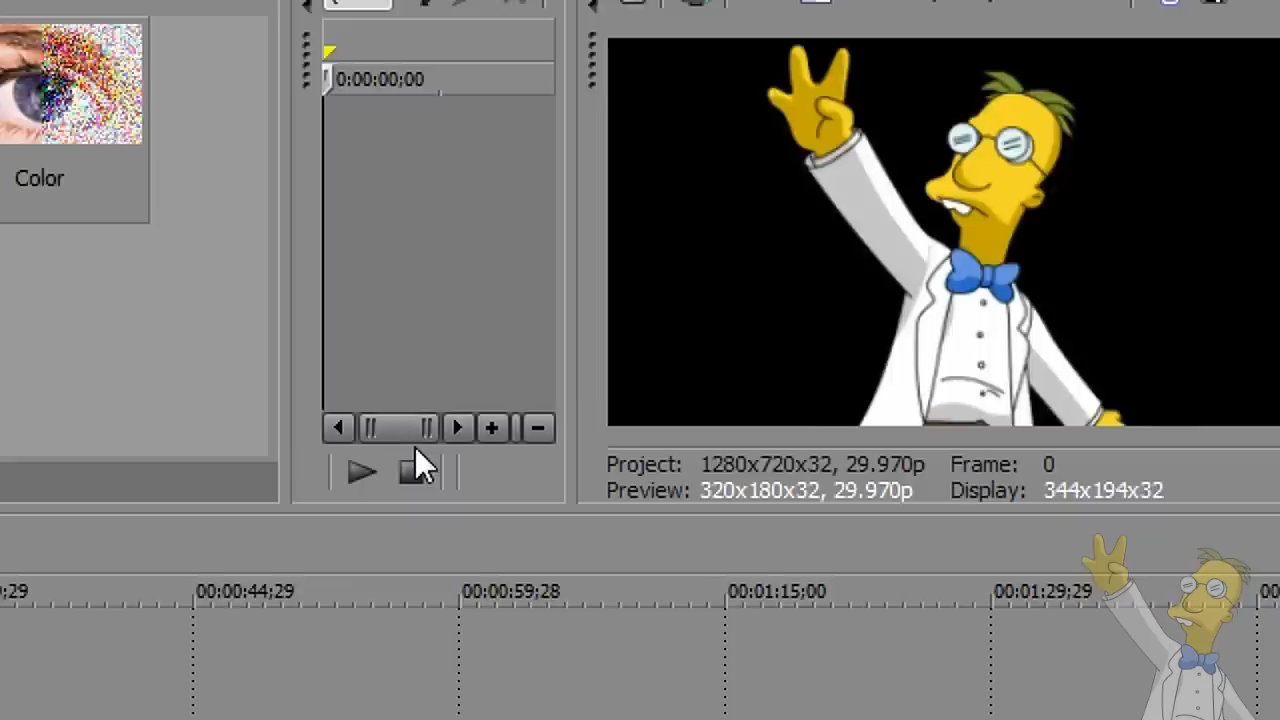 0:00:00;00
Color
Project: 1280x720x32, 29.970p Frame: 0
Preview: 320x180x32, 29.970p Display: 344x194x32
;29 00:00:44;29 00:00:59;28 00:01:15;00 00:01:29;29 00